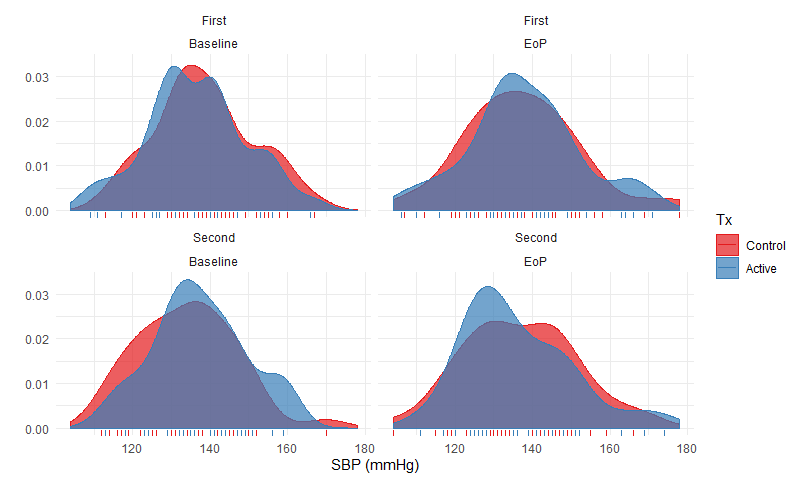 First
First
Baseline
EoP
0.03
0.02
0.01
0.00
Second
Second
Baseline
EoP
0.03
0.02
0.01
0.00
120
140
160
180
120
140
160
180
SBP (mmHg)
Tx
Control
Active